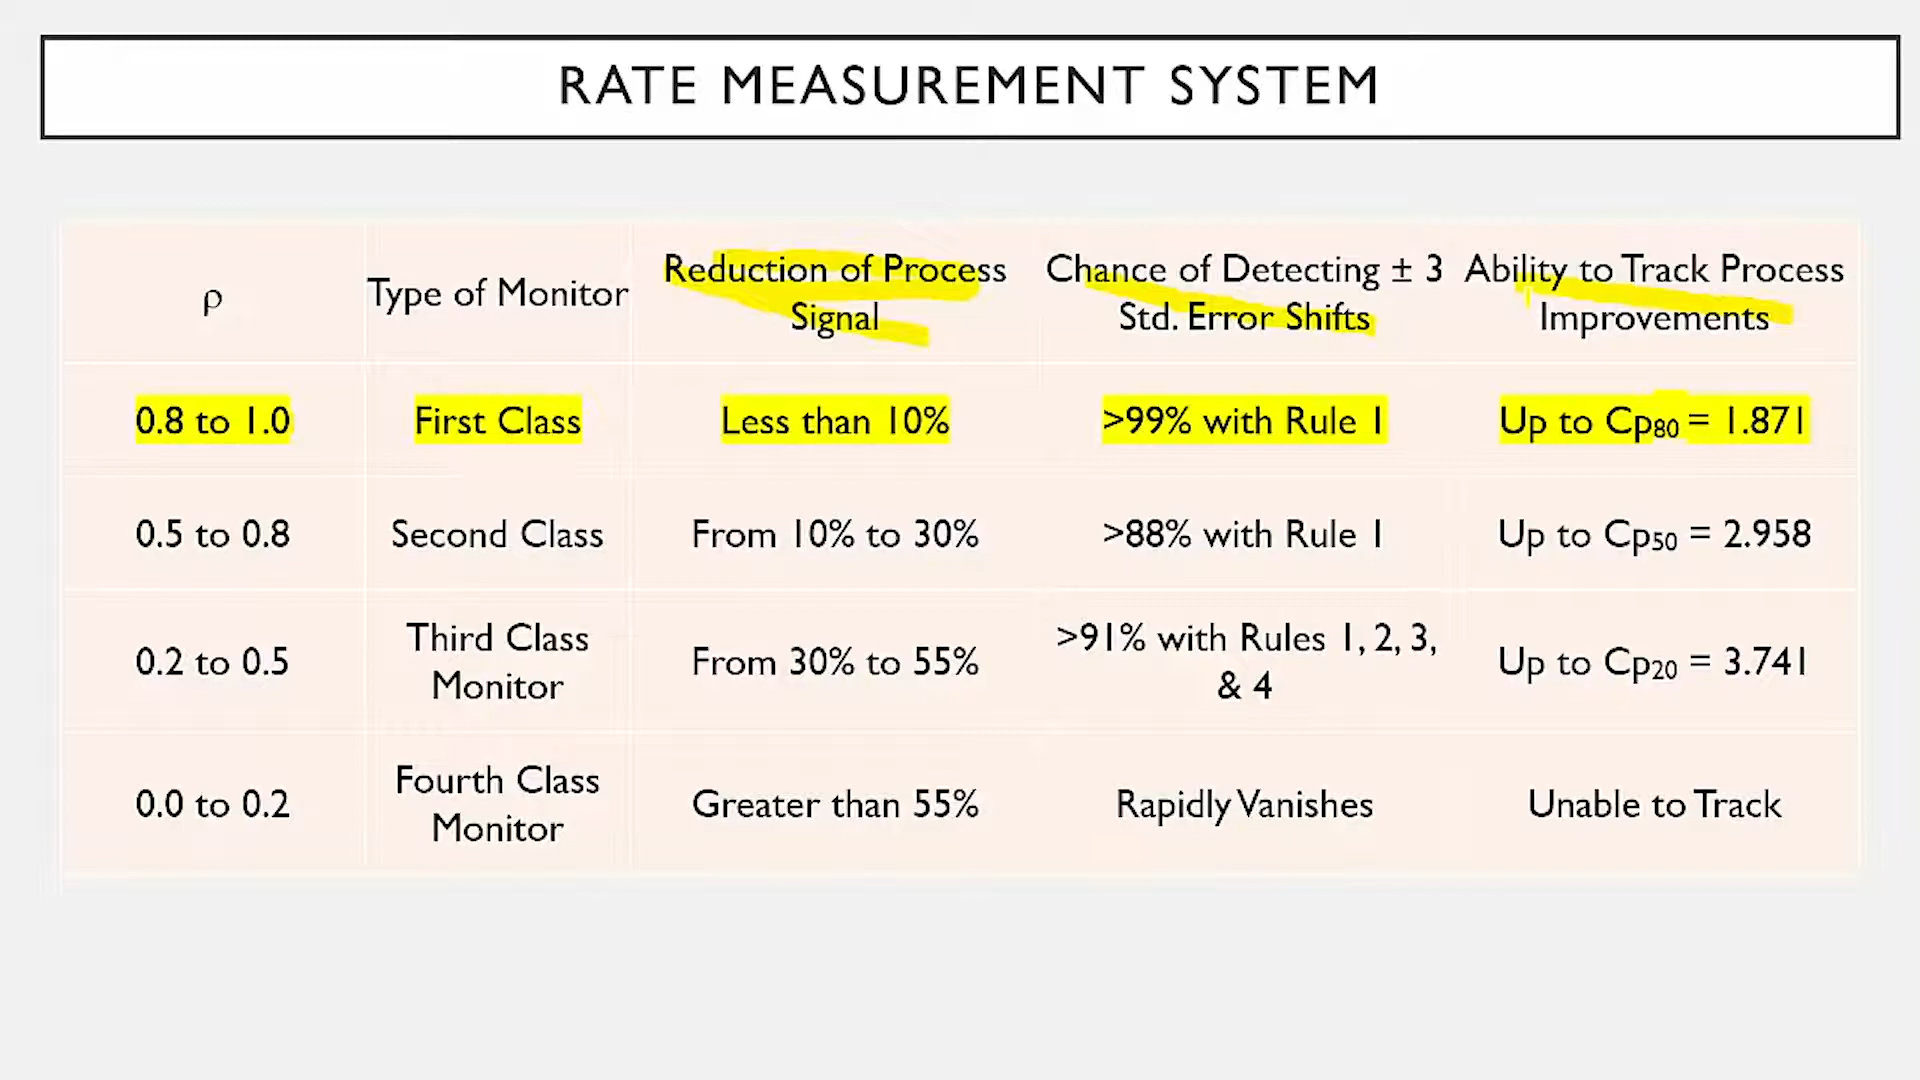 RATE MEASUREMENT SYSTEM
ρ
Type of Monitor
Reduction of Process
Signal
Chance of Detecting ± 3
Std. Error Shifts
Ability to Track Process
Improvements
0.8 to 1.0
First Class
Less than 10%
>99% with Rule 1
Up to Cp80 = 1.871
0.5 to 0.8
Second Class
From 10% to 30%
>88% with Rule 1
Up to Cp50 = 2.958
0.2 to 0.5
Third Class
Monitor
From 30% to 55%
>91% with Rules 1, 2, 3,
& 4
Up to Cp20 = 3.741
0.0 to 0.2
Fourth Class
Monitor
Greater than 55%
Rapidly Vanishes
Unable to Track